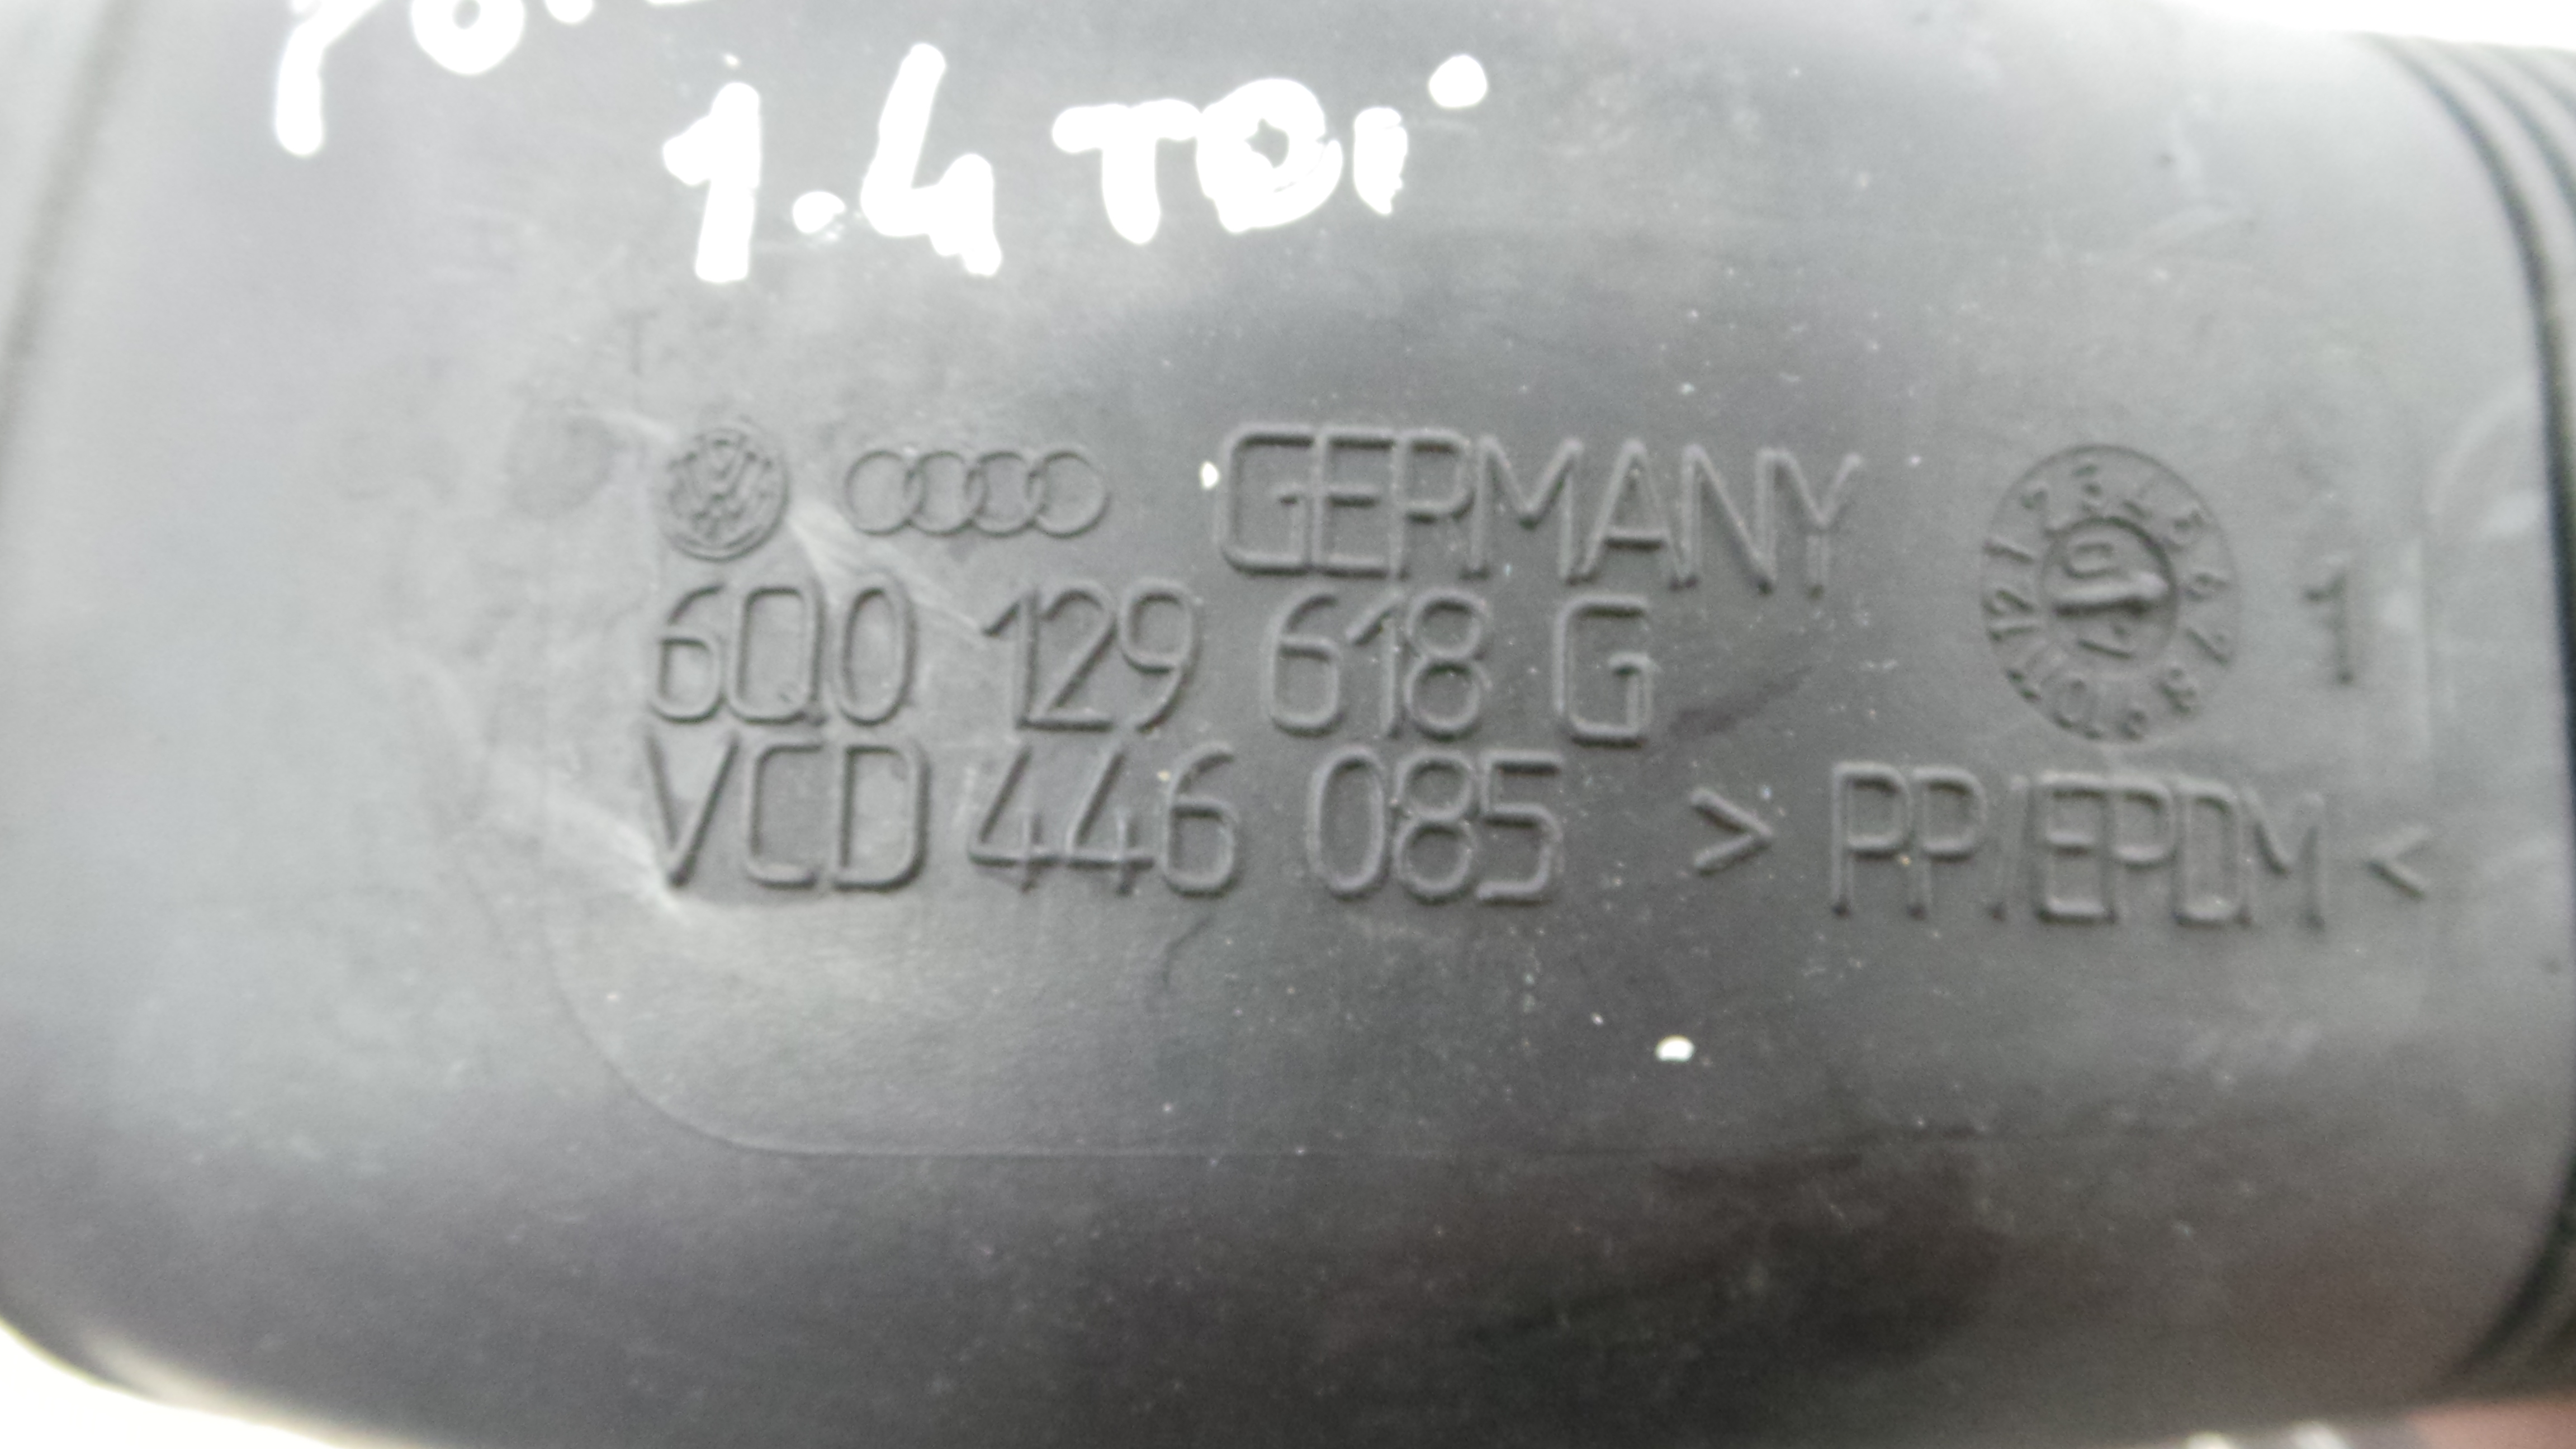 1.4 TDi
GERMANY
6Q0 129 618 G
1
VCD 446 085 > PP/EPDM <